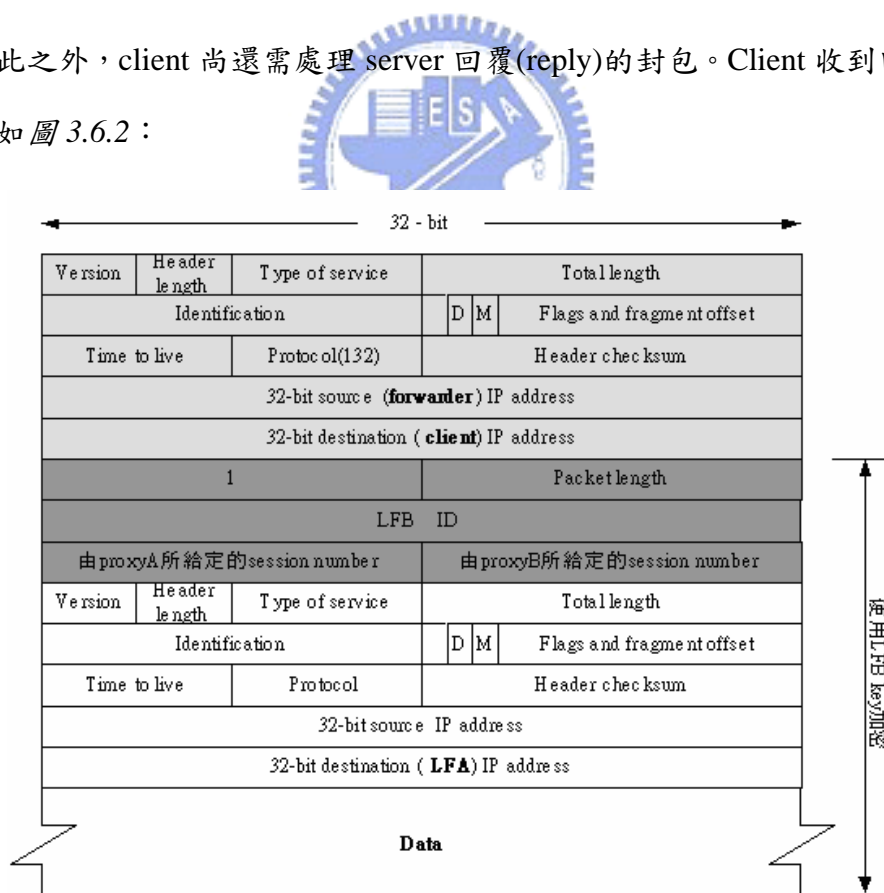 此之外，client 尚還需處理 server 回覆(reply)的封包。Client 收到
如圖 3.6.2：
ESA
32 - bit
Version Header length Type of service Total length
Identification D M Flags and fragment offset
Time to live Protocol(132) Header checksum
32-bit source (forwarder) IP address
32-bit destination ( client) IP address
1 Packet length
LFB ID
由proxyA所給定的session number 由proxyB所給定的session number
Version Header length Type of service Total length
Identification D M Flags and fragment offset
Time to live Protocol Header checksum
32-bit source IP address
32-bit destination ( LFA) IP address
Data
使用LFB key加密